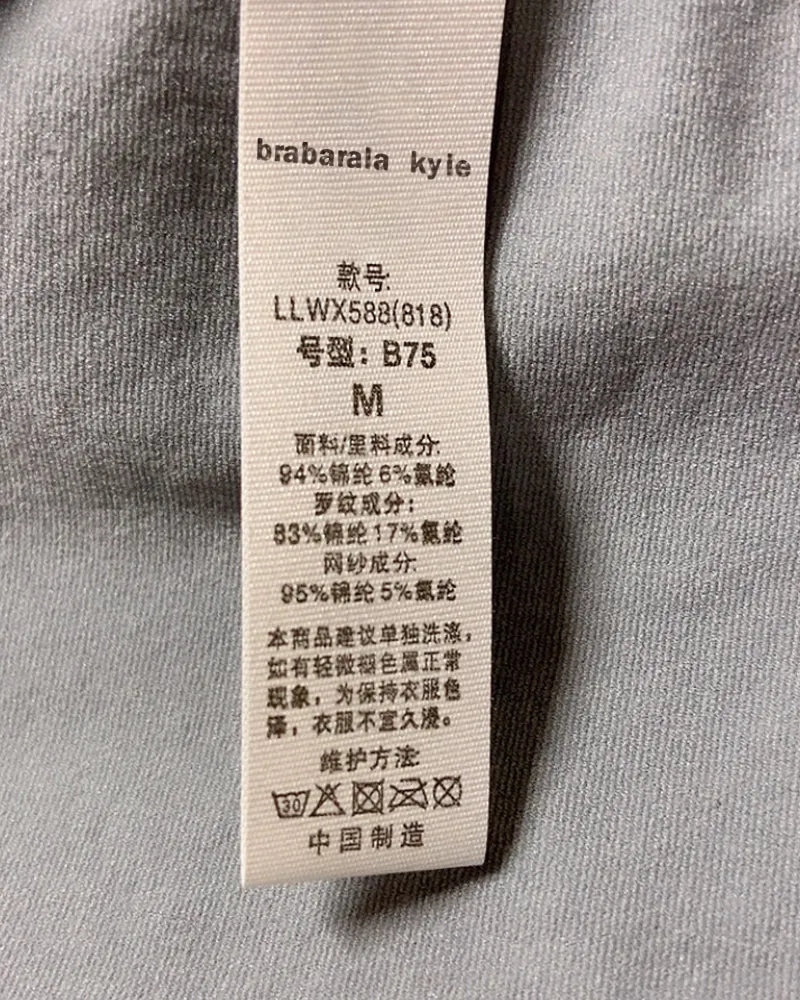 brabarala kyle
款号:
LLWX588(818)
号型：B75
M
面料/里料成分:
94%锦纶 6%氨纶
罗纹成分：
83%锦纶 17%氨纶
网纱成分:
95%锦纶 5%氨纶
本商品建议单独洗涤，
如有轻微褪色属正常
现象，为保持衣服色
泽，衣服不宜久浸。
维护方法:
30
中国制造